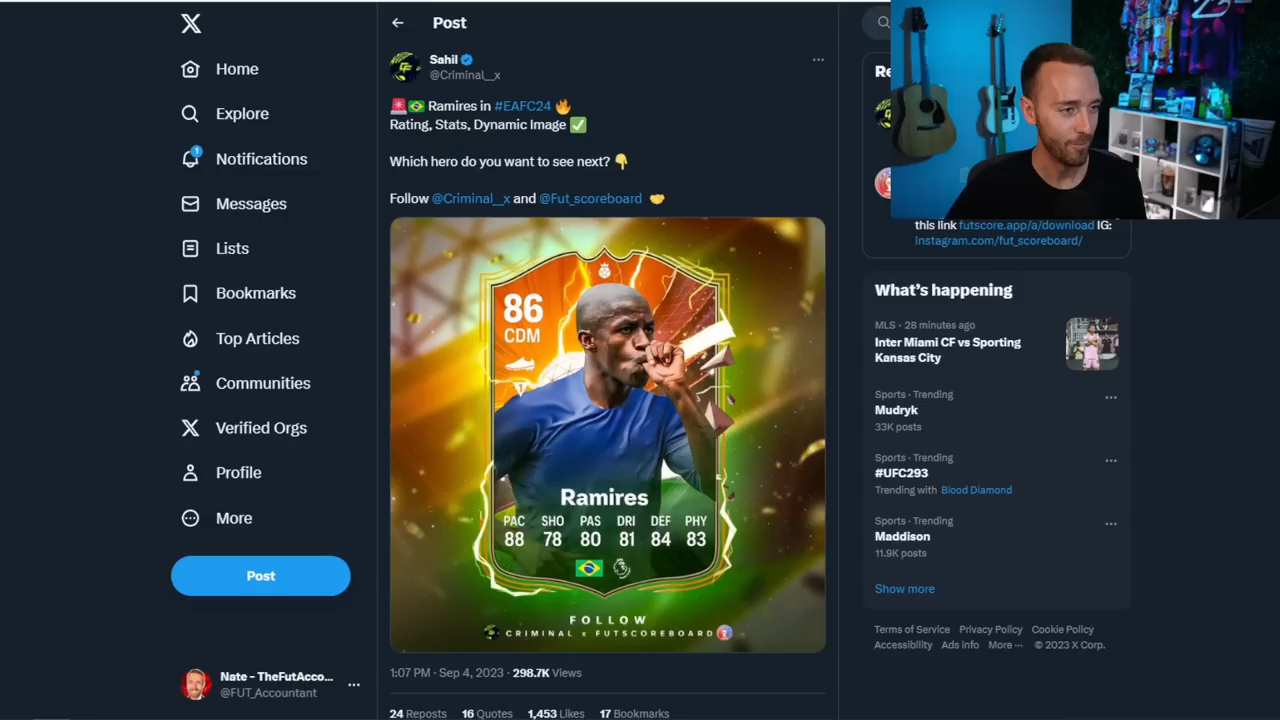 Home
Explore
1
Notifications
Messages
Lists
Bookmarks
Top Articles
Communities
Verified Orgs
Profile
More
Post
Nate - TheFutAcco...
@FUT_Accountant
Post
Sahil
@Criminal__x
🚨🇧🇷 Ramires in #EAFC24 🔥
Rating, Stats, Dynamic Image ✅
Which hero do you want to see next? 👇
Follow @Criminal__x and @Fut_scoreboard 🤝
86
CDM
Ramires
PAC SHO PAS DRI DEF PHY
88 78 80 81 84 83
FOLLOW
CRIMINAL x FUTSCOREBOARD
1:07 PM · Sep 4, 2023 · 298.7K Views
24 Reposts 16 Quotes 1,453 Likes 17 Bookmarks
Re
this link futscore.app/a/download IG:
Instagram.com/fut_scoreboard/
What's happening
MLS · 28 minutes ago
Inter Miami CF vs Sporting
Kansas City
Sports · Trending
Mudryk
33K posts
Sports · Trending
#UFC293
Trending with Blood Diamond
Sports · Trending
Maddison
11.9K posts
Show more
Terms of Service Privacy Policy Cookie Policy
Accessibility Ads info More ··· © 2023 X Corp.